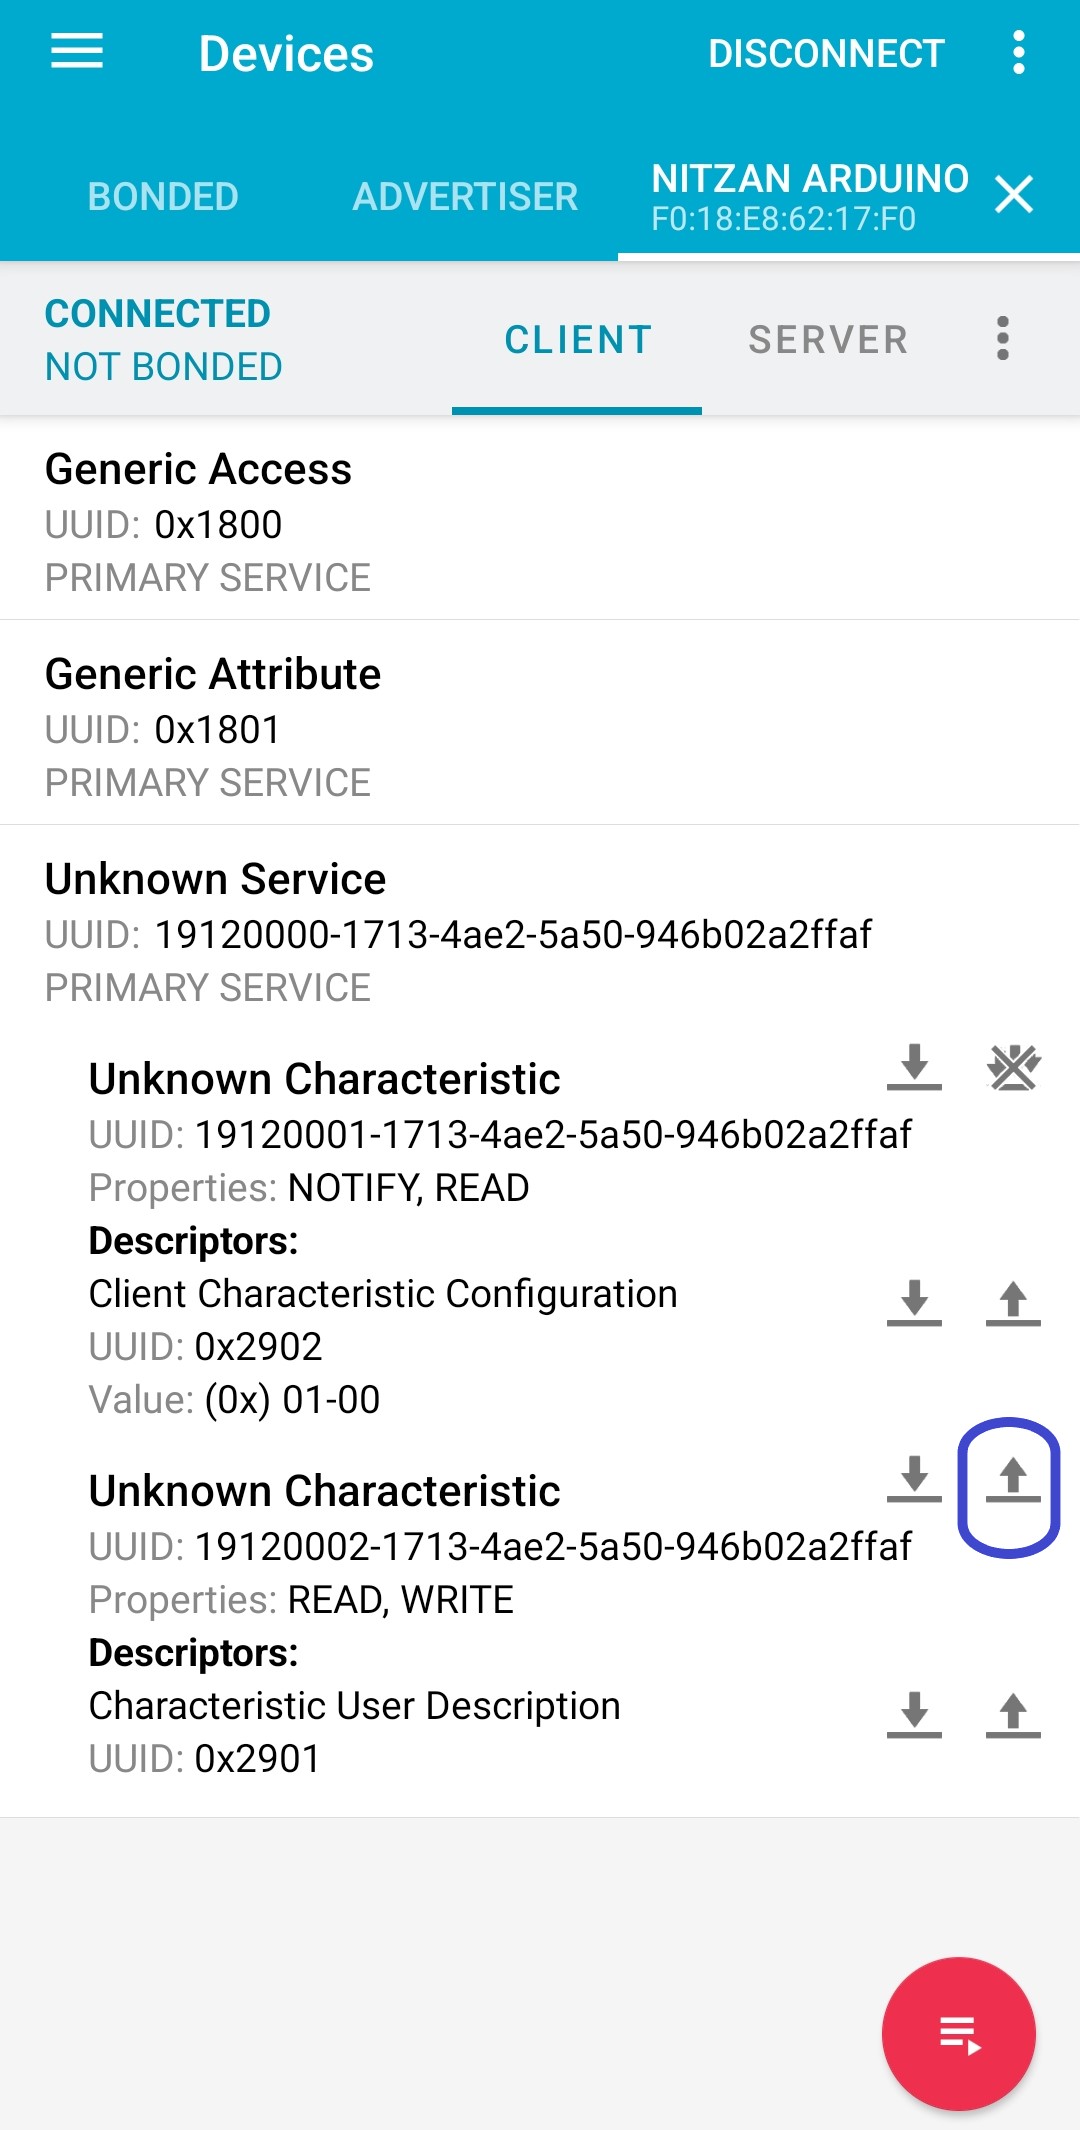 Devices
DISCONNECT
BONDED
ADVERTISER
NITZAN ARDUINO
F0:18:E8:62:17:F0
CONNECTED
NOT BONDED
CLIENT
SERVER
Generic Access
UUID: 0x1800
PRIMARY SERVICE
Generic Attribute
UUID: 0x1801
PRIMARY SERVICE
Unknown Service
UUID: 19120000-1713-4ae2-5a50-946b02a2ffaf
PRIMARY SERVICE
Unknown Characteristic
UUID: 19120001-1713-4ae2-5a50-946b02a2ffaf
Properties: NOTIFY, READ
Descriptors:
Client Characteristic Configuration
UUID: 0x2902
Value: (0x) 01-00
Unknown Characteristic
UUID: 19120002-1713-4ae2-5a50-946b02a2ffaf
Properties: READ, WRITE
Descriptors:
Characteristic User Description
UUID: 0x2901